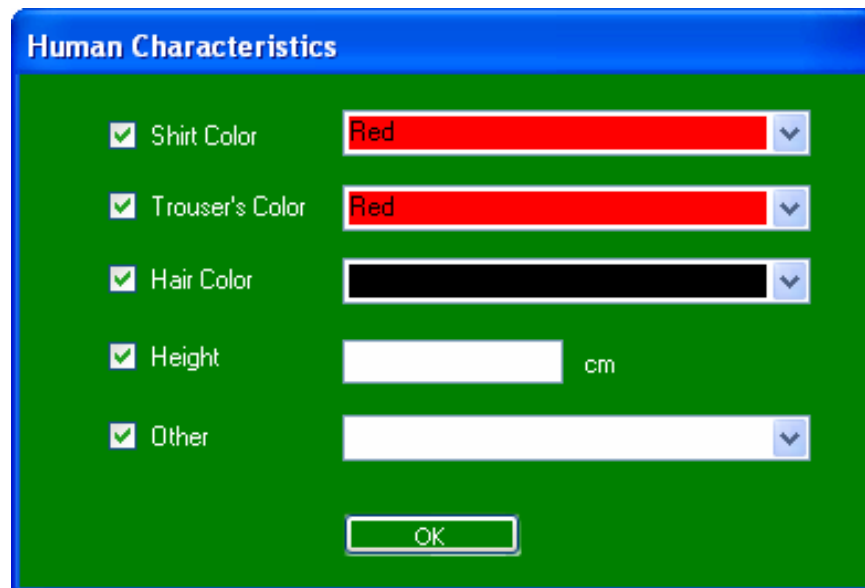 Human Characteristics
Shirt Color Red
Trouser's Color Red
Hair Color
Height cm
Other
OK